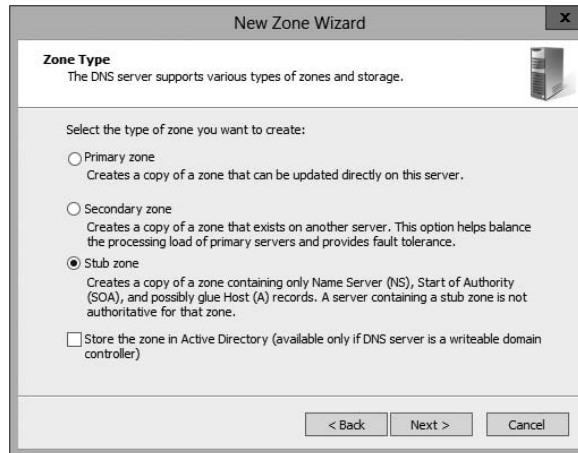 New Zone Wizard
x
Zone Type
The DNS server supports various types of zones and storage.
Select the type of zone you want to create:
Primary zone
Creates a copy of a zone that can be updated directly on this server.
Secondary zone
Creates a copy of a zone that exists on another server. This option helps balance
the processing load of primary servers and provides fault tolerance.
Stub zone
Creates a copy of a zone containing only Name Server (NS), Start of Authority
(SOA), and possibly glue Host (A) records. A server containing a stub zone is not
authoritative for that zone.
Store the zone in Active Directory (available only if DNS server is a writeable domain
controller)
< Back Next > Cancel